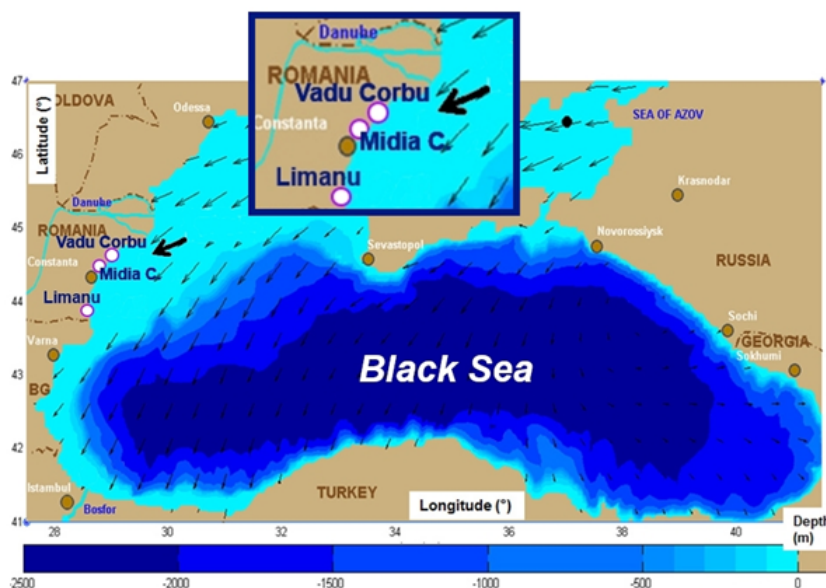 Danube
ROMANIA
Vadu Corbu
Constanta
Midia C.
Limanu
47
46
45
44
43
42
41
Latitude (°)
OLDOVA
Odessa
SEA OF AZOV
Krasnodar
Danube
ROMANIA
Vadu Corbu
Constanta
Midia C.
Limanu
Sevastopol
Novorossiysk
RUSSIA
Varna
Sochi
GEORGIA
Sokhumi
BG
Black Sea
TURKEY
Istambul
Bosfor
Longitude (°)
Depth
(m)
28
30
32
34
36
38
40
-2500
-2000
-1500
-1000
-500
0